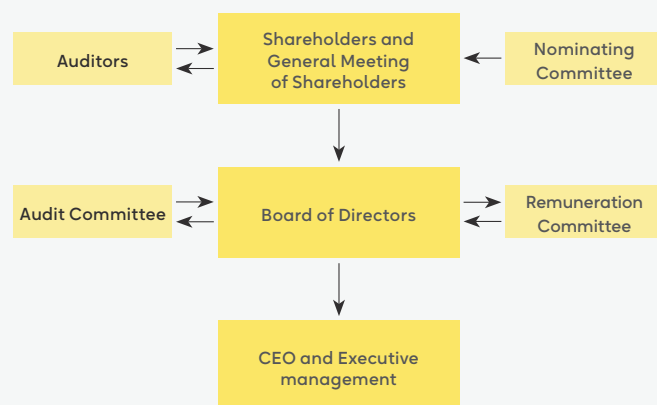 Auditors
Shareholders and
General Meeting
of Shareholders
Nominating
Committee
Audit Committee
Board of Directors
Remuneration
Committee
CEO and Executive
management